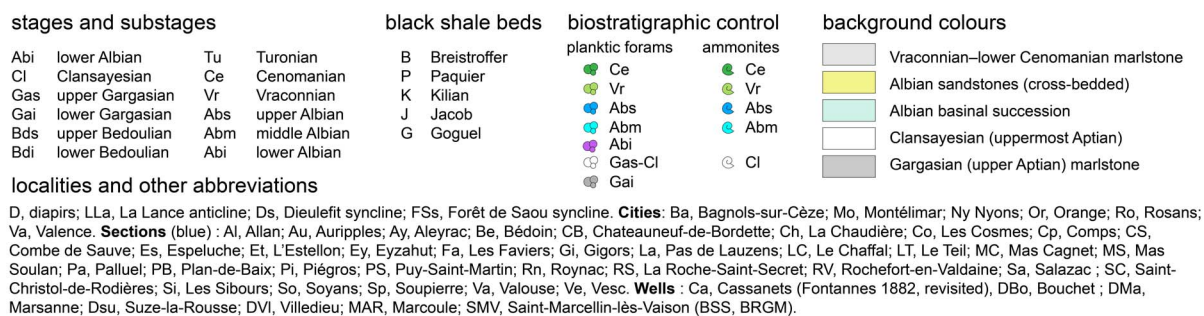 stages and substages
Abi lower Albian Tu Turonian
Cl Clansayesian Ce Cenomanian
Gas upper Gargasian Vr Vraconnian
Gai lower Gargasian Abs upper Albian
Bds upper Bedoulian Abm middle Albian
Bdi lower Bedoulian Abi lower Albian
black shale beds
B Breistroffer
P Paquier
K Kilian
J Jacob
G Goguel
biostratigraphic control
planktic forams ammonites
Ce Ce
Vr Vr
Abs Abs
Abm Abm
Abi
Gas-Cl Cl
Gai
background colours
Vraconnian–lower Cenomanian marlstone
Albian sandstones (cross-bedded)
Albian basinal succession
Clansayesian (uppermost Aptian)
Gargasian (upper Aptian) marlstone
localities and other abbreviations
D, diapirs; LLa, La Lance anticline; Ds, Dieulefit syncline; FSs, Forêt de Saou syncline. Cities: Ba, Bagnols-sur-Cèze; Mo, Montélimar; Ny Nyons; Or, Orange; Ro, Rosans;
Va, Valence. Sections (blue) : Al, Allan; Au, Auripples; Ay, Aleyrac; Be, Bédoin; CB, Chateauneuf-de-Bordette; Ch, La Chaudière; Co, Les Cosmes; Cp, Comps; CS,
Combe de Sauve; Es, Espeluche; Et, L'Estellon; Ey, Eyzahut; Fa, Les Faviers; Gi, Gigors; La, Pas de Lauzens; LC, Le Chaffal; LT, Le Teil; MC, Mas Cagnet; MS, Mas
Soulan; Pa, Palluel; PB, Plan-de-Baix; Pi, Piégros; PS, Puy-Saint-Martin; Rn, Roynac; RS, La Roche-Saint-Secret; RV, Rochefort-en-Valdaine; Sa, Salazac ; SC, Saint-
Christol-de-Rodières; Si, Les Sibours; So, Soyans; Sp, Soupierre; Va, Valouse; Ve, Vesc. Wells : Ca, Cassanets (Fontannes 1882, revisited), DBo, Bouchet ; DMa,
Marsanne; Dsu, Suze-la-Rousse; DVI, Villedieu; MAR, Marcoule; SMV, Saint-Marcellin-lès-Vaison (BSS, BRGM).